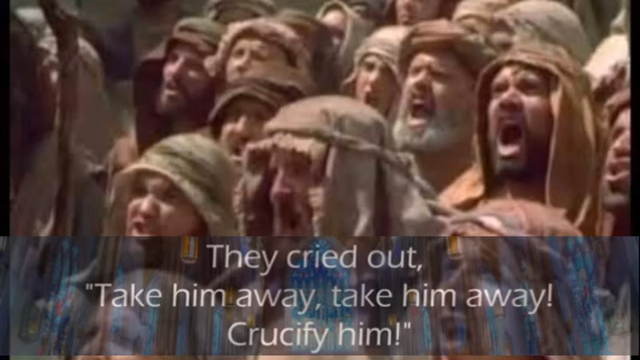 They cried out,
"Take him away, take him away!
Crucify him!"